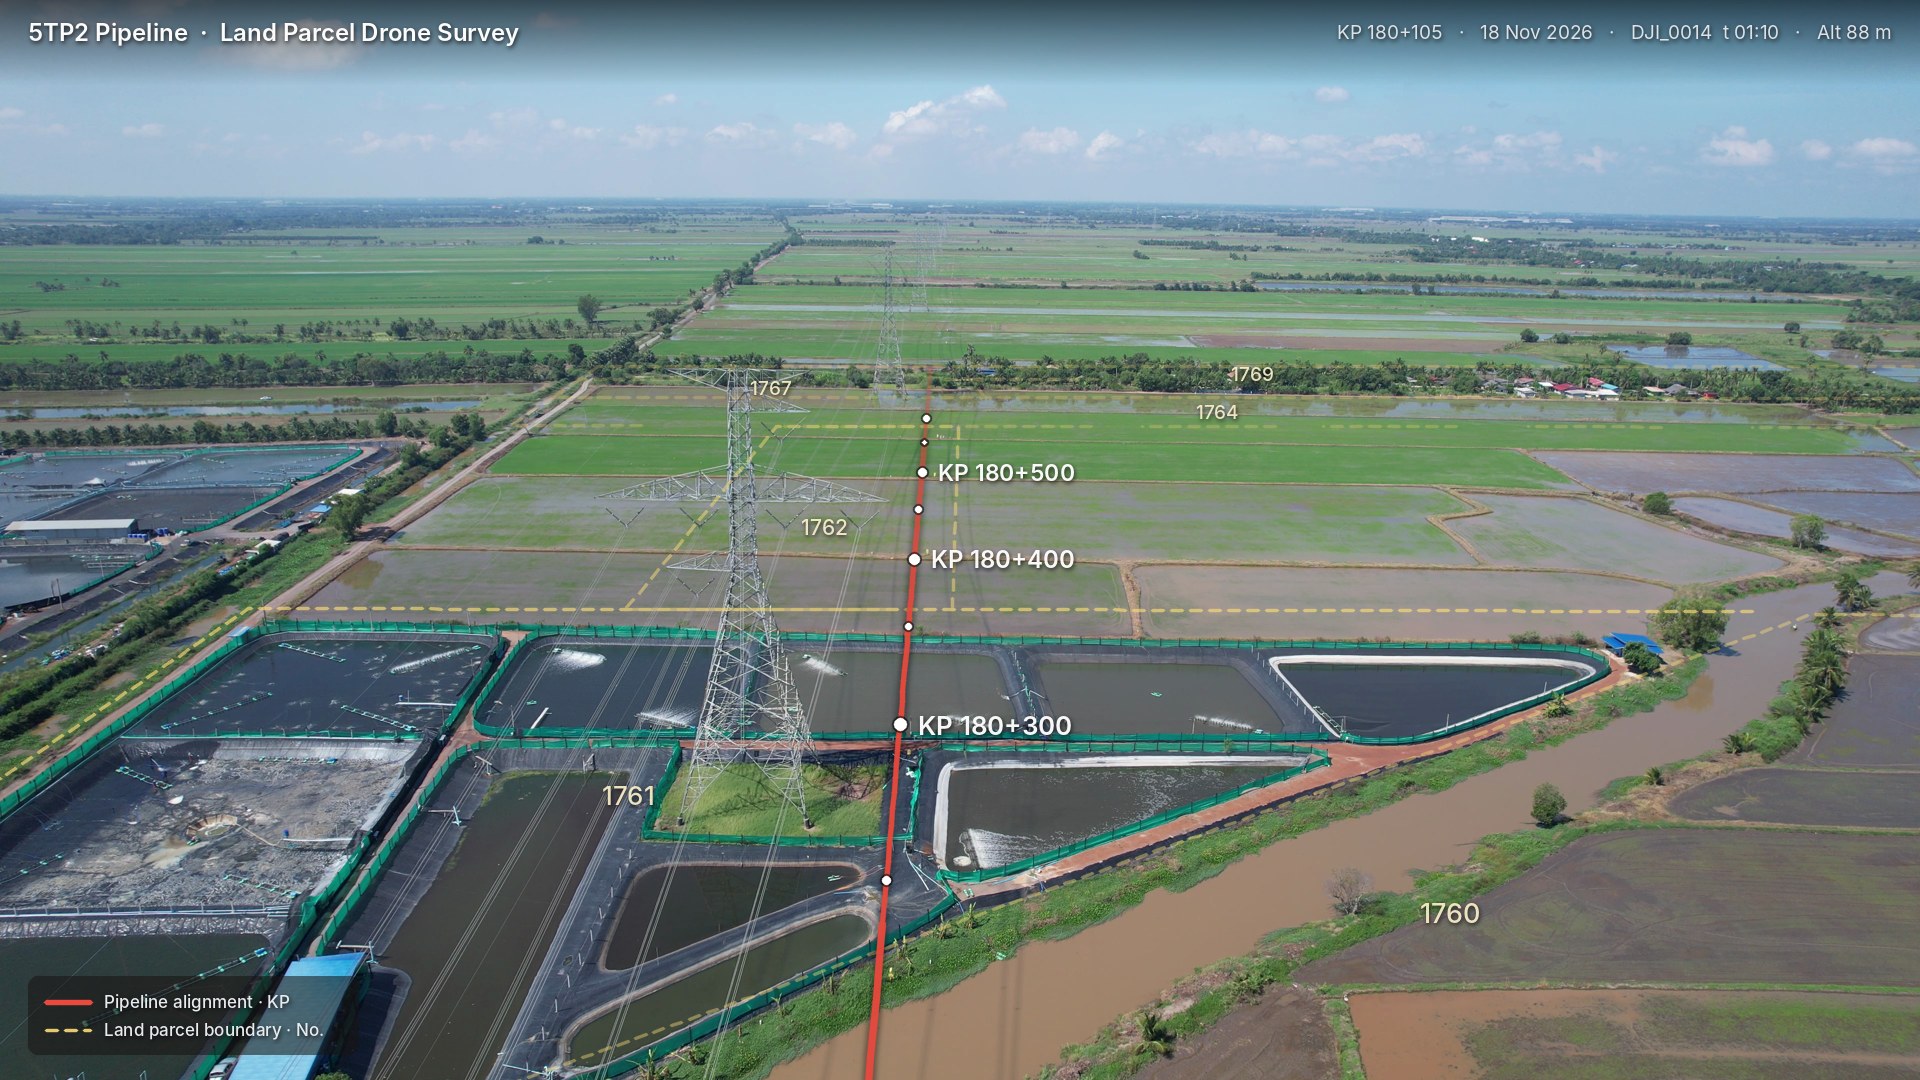 5TP2 Pipeline · Land Parcel Drone Survey
KP 180+105 · 18 Nov 2026 · DJI_0014 t 01:10 · Alt 88 m
1767
1769
1764
KP 180+500
1762
KP 180+400
KP 180+300
1761
1760
Pipeline alignment · KP
Land parcel boundary · No.